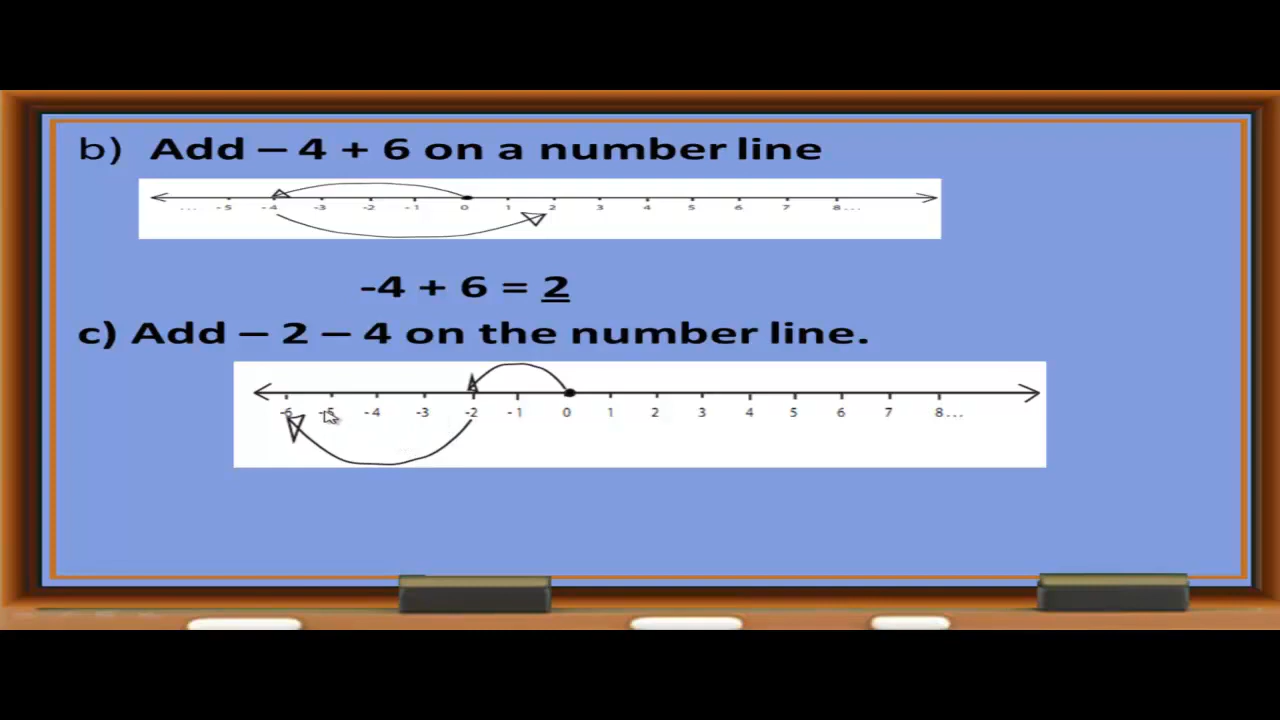 b) Add – 4 + 6 on a number line
... -5 -4 -3 -2 -1 0 1 2 3 4 5 6 7 8...
-4 + 6 = 2
c) Add – 2 – 4 on the number line.
-6 -5 -4 -3 -2 -1 0 1 2 3 4 5 6 7 8...